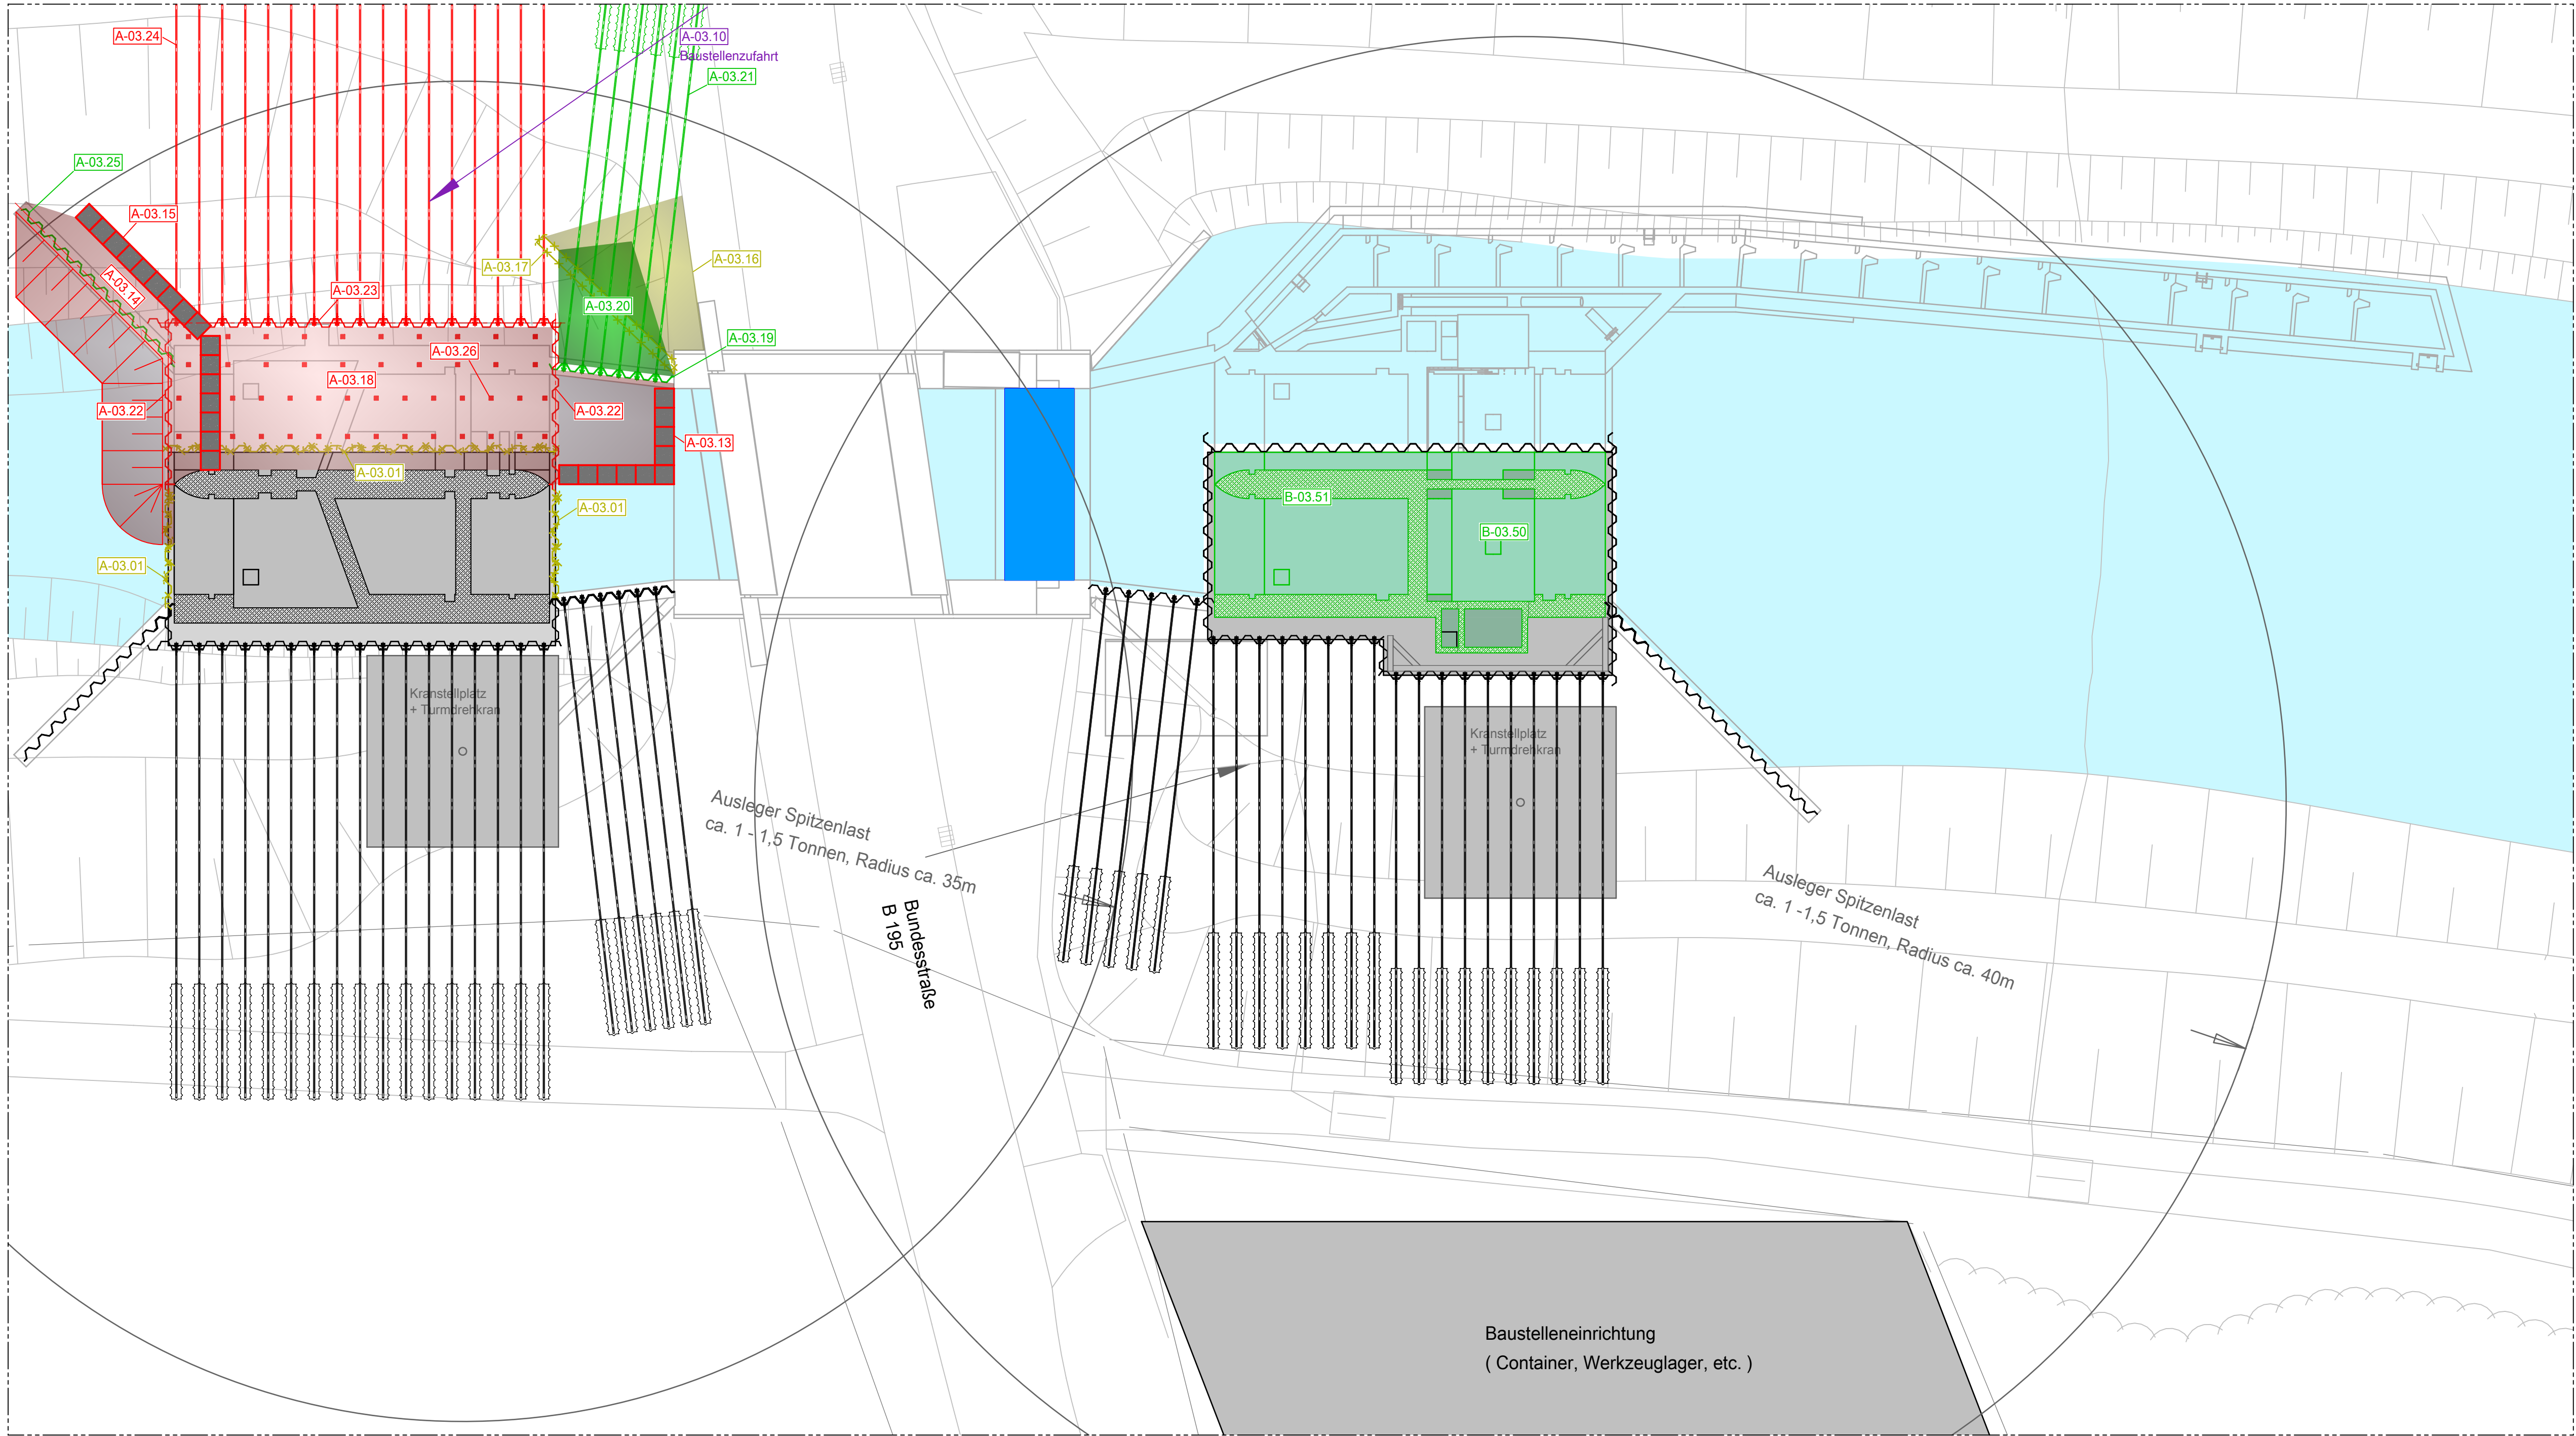 A-03.24
A-03.10
Baustellenzufahrt
A-03.21
A-03.25
A-03.15
A-03.14
A-03.23
A-03.17
A-03.16
A-03.20
A-03.19
A-03.26
A-03.18
A-03.22
A-03.22
A-03.13
A-03.01
A-03.01
A-03.01
B-03.51
B-03.50
Kranstellplatz
+ Turmdrehkran
Kranstellplatz
+ Turmdrehkran
Ausleger Spitzenlast
ca. 1 - 1,5 Tonnen, Radius ca. 35m
Bundesstraße
B 195
Ausleger Spitzenlast
ca. 1 -1,5 Tonnen, Radius ca. 40m
Baustelleneinrichtung
( Container, Werkzeuglager, etc. )